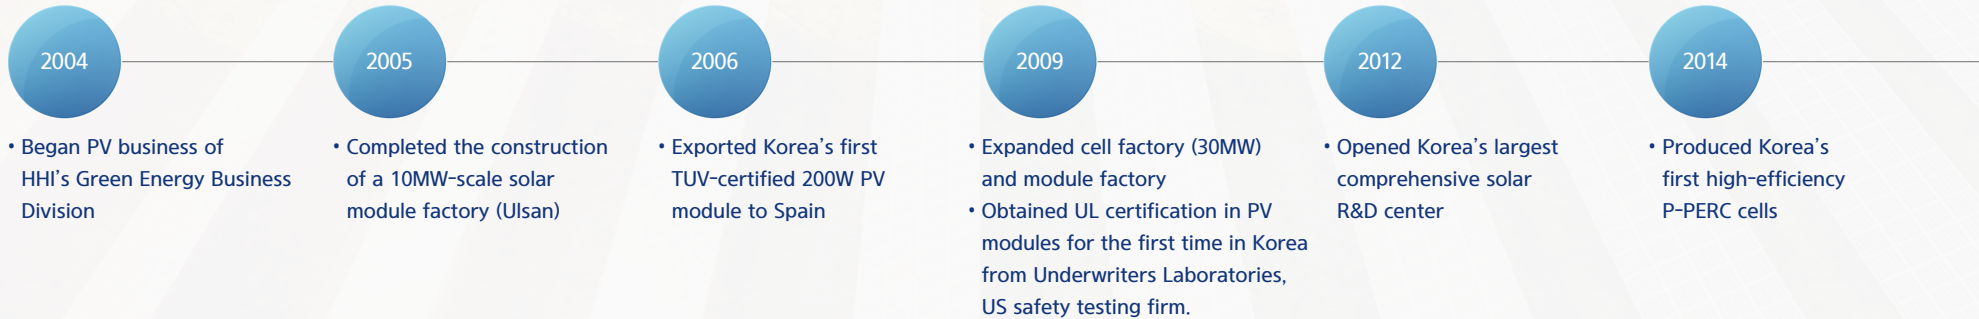 2004
• Began PV business of
HHI's Green Energy Business
Division
2005
• Completed the construction
of a 10MW-scale solar
module factory (Ulsan)
2006
• Exported Korea's first
TUV-certified 200W PV
module to Spain
2009
• Expanded cell factory (30MW)
and module factory
• Obtained UL certification in PV
modules for the first time in Korea
from Underwriters Laboratories,
US safety testing firm.
2012
• Opened Korea's largest
comprehensive solar
R&D center
2014
• Produced Korea's
first high-efficiency
P-PERC cells